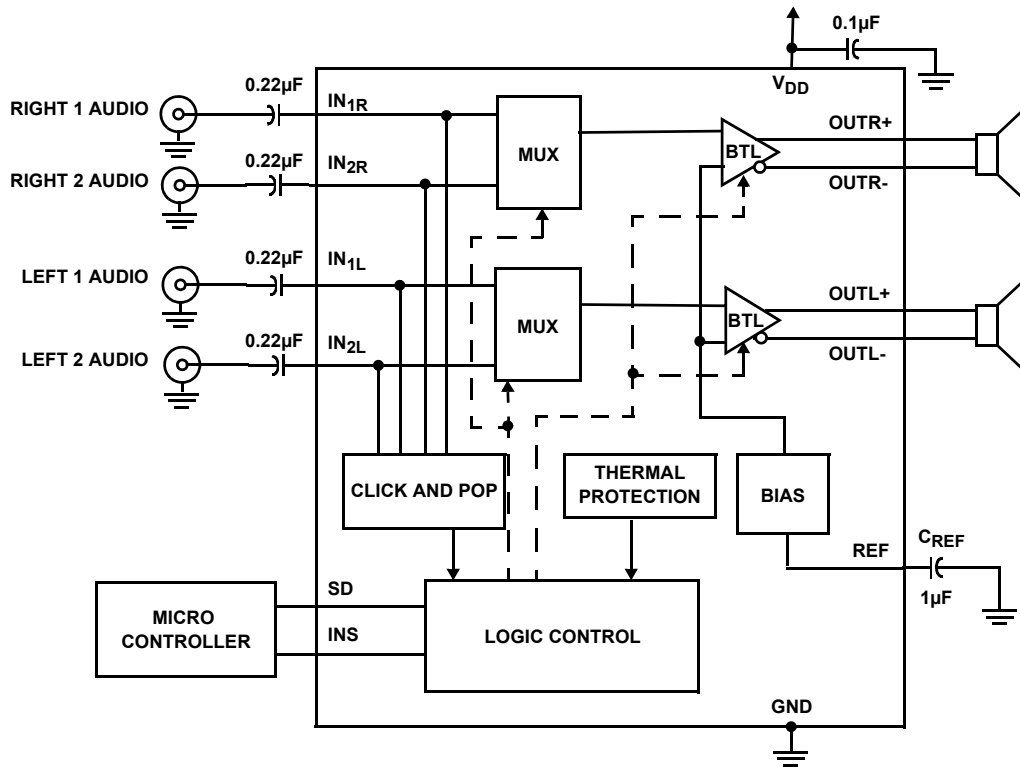 0.1µF
V_DD
RIGHT 1 AUDIO
0.22µF
IN_1R
MUX
BTL
OUTR+
RIGHT 2 AUDIO
0.22µF
IN_2R
OUTR-
LEFT 1 AUDIO
0.22µF
IN_1L
MUX
BTL
OUTL+
LEFT 2 AUDIO
0.22µF
IN_2L
OUTL-
CLICK AND POP
THERMAL
PROTECTION
BIAS
REF
C_REF
1µF
MICRO
CONTROLLER
SD
INS
LOGIC CONTROL
GND